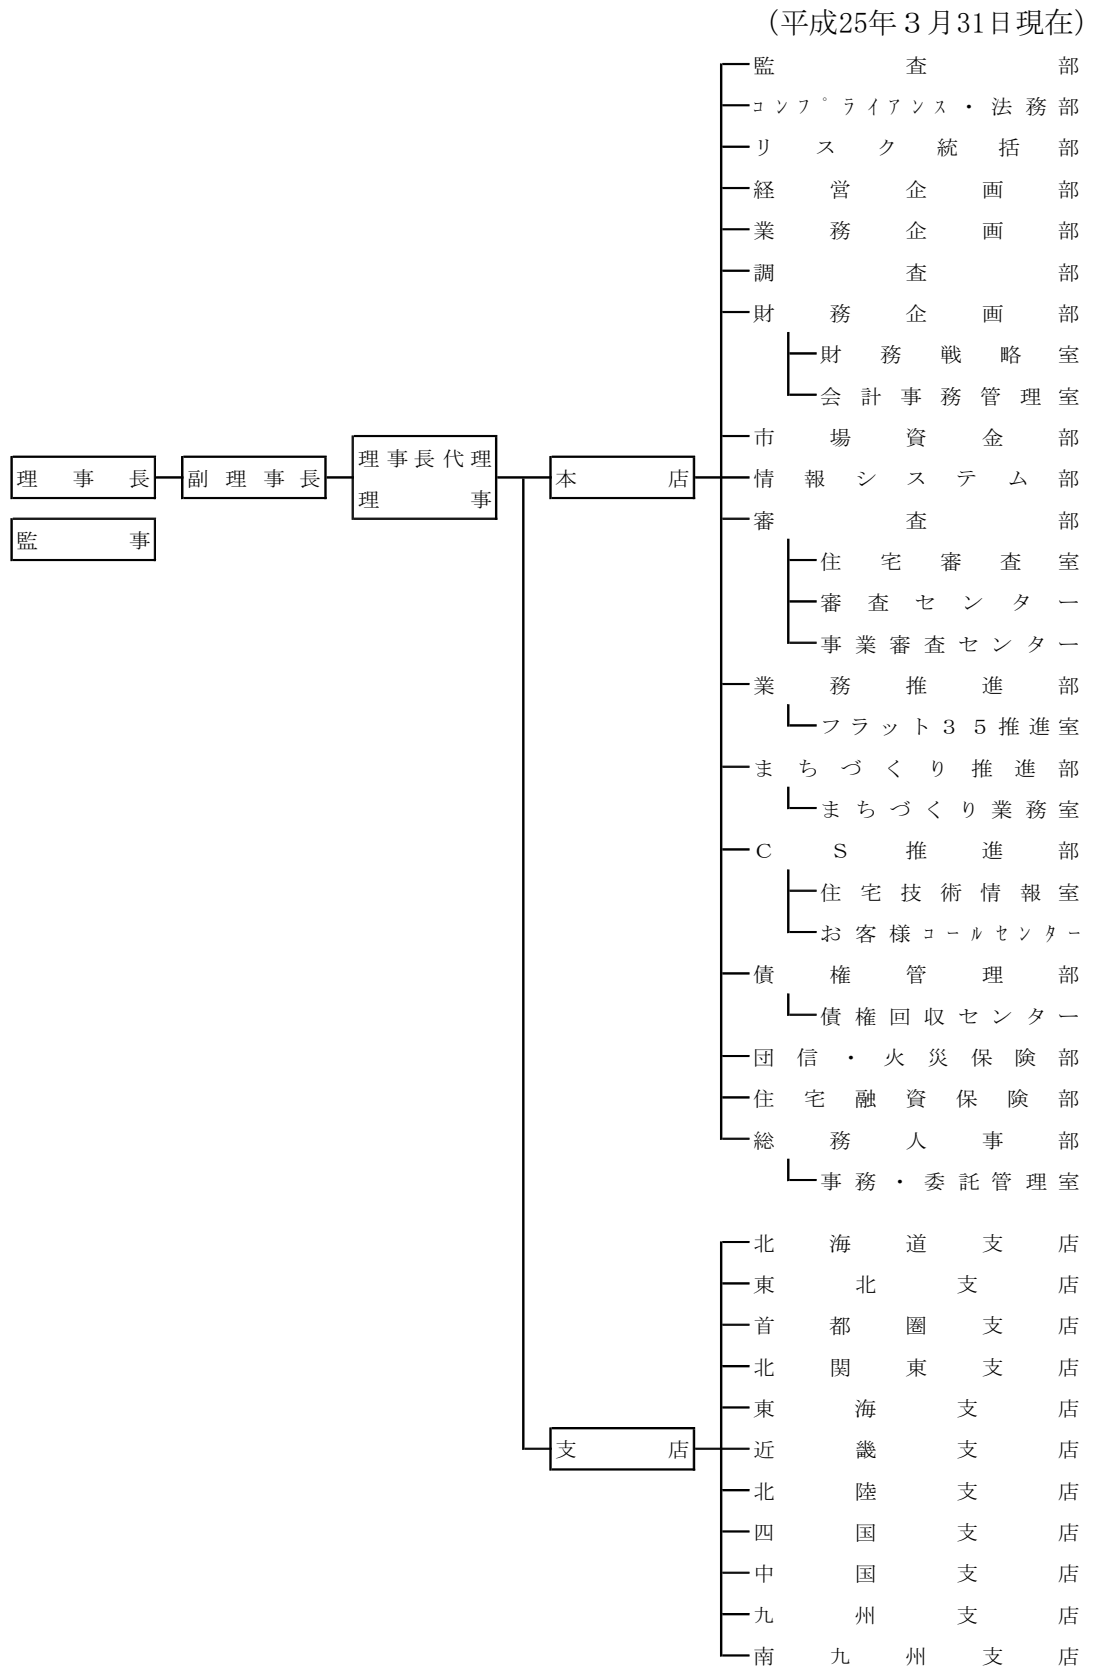 (平成25年３月31日現在)
監査部
ｺﾝﾌﾟﾗｲｱﾝｽ・法務部
リスク統括部
経営企画部
業務企画部
調査部
財務企画部
財務戦略室
会計事務管理室
市場資金部
理事長
副理事長
理事長代理
理事
本店
情報システム部
監事
審査部
住宅審査室
審査センター
事業審査センター
業務推進部
フラット３５推進室
まちづくり推進部
まちづくり業務室
ＣＳ推進部
住宅技術情報室
お客様ｺｰﾙｾﾝﾀｰ
債権管理部
債権回収センター
団信・火災保険部
住宅融資保険部
総務人事部
事務・委託管理室
北海道支店
東北支店
首都圏支店
北関東支店
東海支店
支店
近畿支店
北陸支店
四国支店
中国支店
九州支店
南九州支店